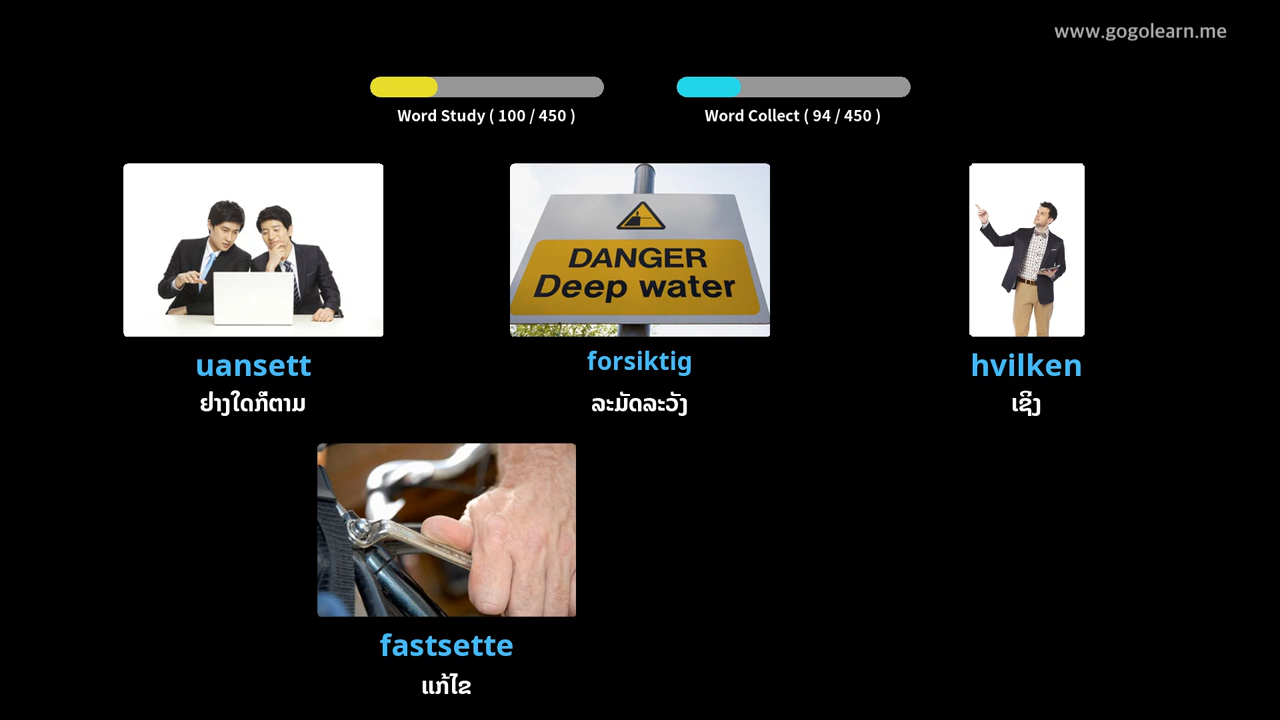 www.gogolearn.me
Word Study ( 100 / 450 )
Word Collect ( 94 / 450 )
DANGER
Deep water
uansett
forsiktig
hvilken
ຢ່າງໃດກໍ່ຕາມ
ລະມັດລະວັງ
ເຊິ່ງ
fastsette
ແກ້ໄຂ